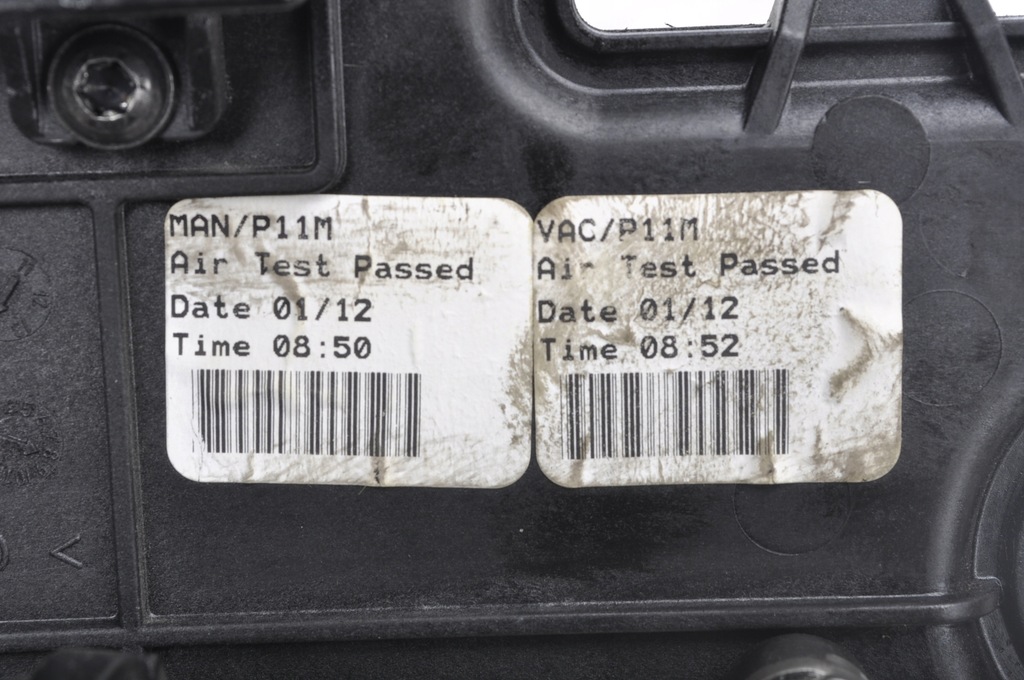 MAN/P11M
Air Test Passed
Date 01/12
Time 08:50
VAC/P11M
Air Test Passed
Date 01/12
Time 08:52